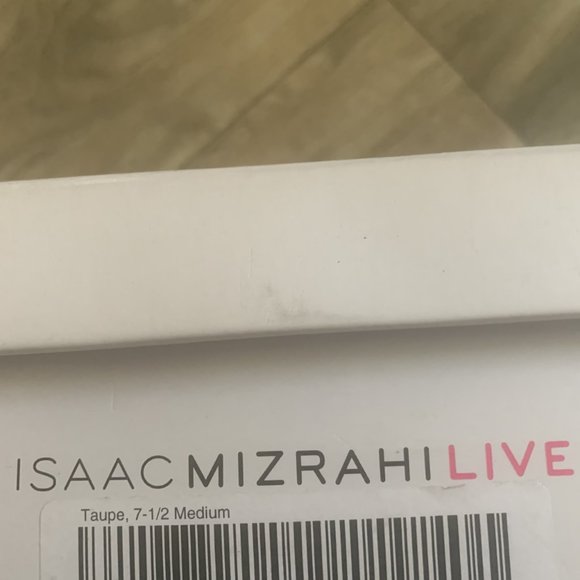 ISAACMIZRAHILIVE
Taupe, 7-1/2 Medium